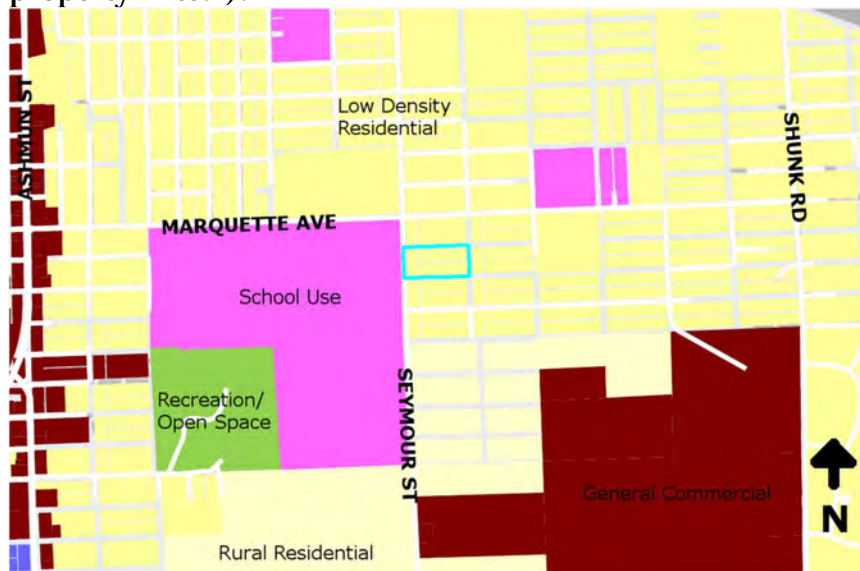 Low Density
Residential
ASHMUN ST
SHUNK RD
MARQUETTE AVE
School Use
Recreation/
Open Space
SEYMOUR ST
General Commercial
Rural Residential
N